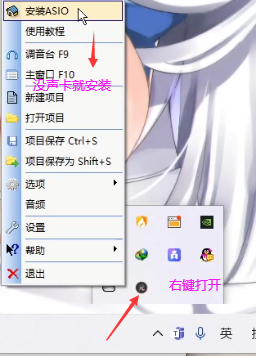 安装ASIO
使用教程
调音台 F9
主窗口 F10
没声卡就安装
新建项目
打开项目
项目保存 Ctrl+S
项目保存为 Shift+S
选项
音频
设置
帮助
退出
右键打开
英